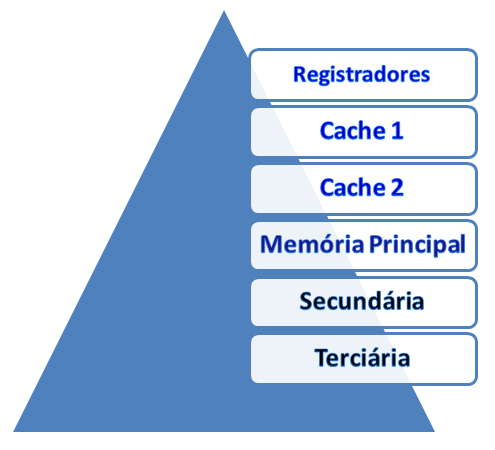 Registradores
Cache 1
Cache 2
Memória Principal
Secundária
Terciária